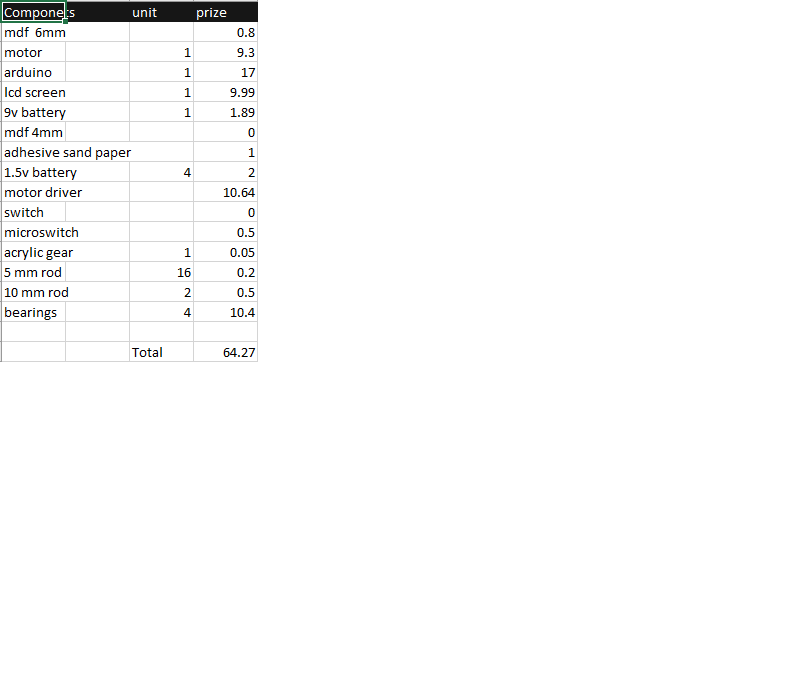 Componets unit prize
mdf 6mm 0.8
motor 1 9.3
arduino 1 17
lcd screen 1 9.99
9v battery 1 1.89
mdf 4mm 0
adhesive sand paper 1
1.5v battery 4 2
motor driver 10.64
switch 0
microswitch 0.5
acrylic gear 1 0.05
5 mm rod 16 0.2
10 mm rod 2 0.5
bearings 4 10.4
Total 64.27